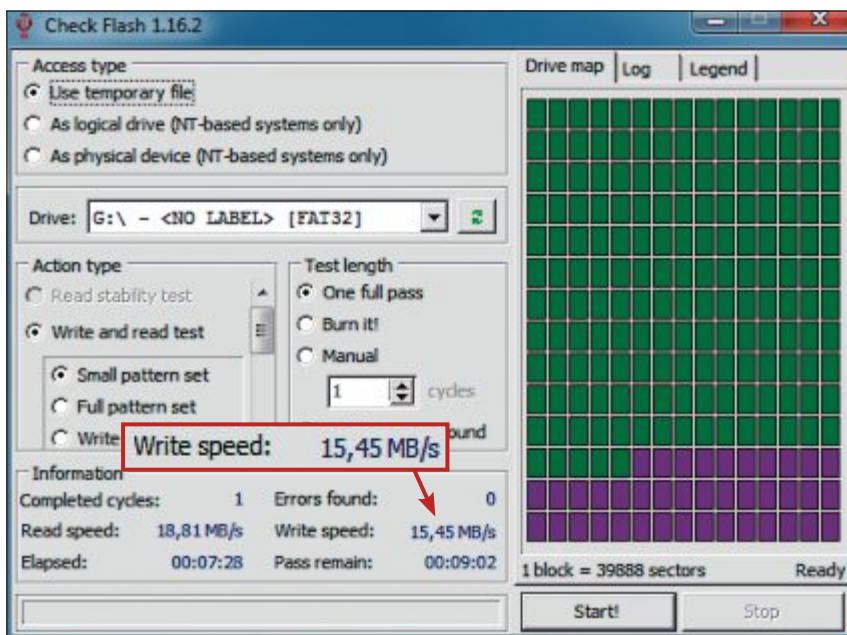 Check Flash 1.16.2
Access type
Use temporary file
As logical drive (NT-based systems only)
As physical device (NT-based systems only)
Drive: G:\ - <NO LABEL> [FAT32]
Action type
Read stability test
Write and read test
Small pattern set
Full pattern set
Write
Test length
One full pass
Burn it!
Manual
1 cycles
ound
Write speed: 15,45 MB/s
Information
Completed cycles: 1 Errors found: 0
Read speed: 18,81 MB/s Write speed: 15,45 MB/s
Elapsed: 00:07:28 Pass remain: 00:09:02
Drive map Log Legend
1 block = 39888 sectors Ready
Start! Stop